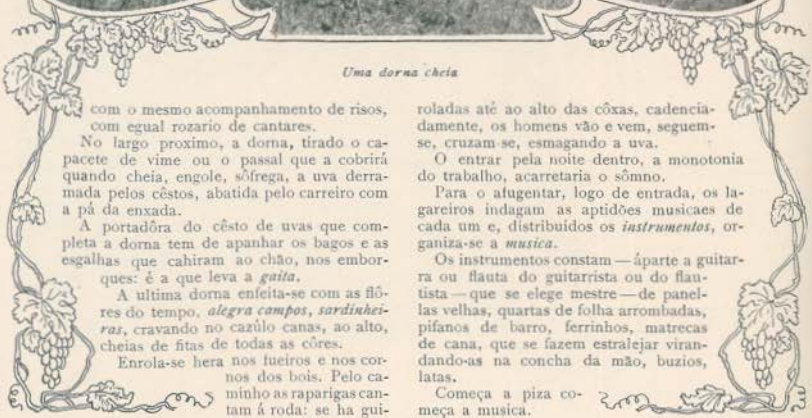 Uma dorna cheia
com o mesmo acompanhamento de risos,
com egual rozario de cantares.
No largo proximo, a dorna, tirado o ca-
pacete de vime ou o passal que a cobrirá
quando cheia, engole, sôfrega, a uva derra-
mada pelos cêstos, abatida pelo carreiro com
a pá da enxada.
A portadôra do cêsto de uvas que com-
pleta a dorna tem de apanhar os bagos e as
esgalhas que cahiram ao chão, nos embor-
ques: é a que leva a gaita.
A ultima dorna enfeita-se com as flô-
res do tempo, alegra campos, sardinhei-
ras, cravando no cazúlo canas, ao alto,
cheias de fitas de todas as côres.
Enrola-se hera nos fueiros e nos cor-
nos dos bois. Pelo ca-
minho as raparigas can-
tam á roda: se ha gui-
roladas até ao alto das côxas, cadencia-
damente, os homens vão e vem, seguem-
se, cruzam-se, esmagando a uva.
O entrar pela noite dentro, a monotonia
do trabalho, acarretaria o sômno.
Para o afugentar, logo de entrada, os la-
gareiros indagam as aptidões musicaes de
cada um e, distribuidos os instrumentos, or-
ganiza-se a musica.
Os instrumentos constam — áparte a guitar-
ra ou flauta do guitarrista ou do flau-
tista — que se elege mestre — de panel-
las velhas, quartas de folha arrombadas,
pifanos de barro, ferrinhos, matrecas
de cana, que se fazem estralejar viran-
dando-as na concha da mão, buzios,
latas.
Começa a piza co-
meça a musica.